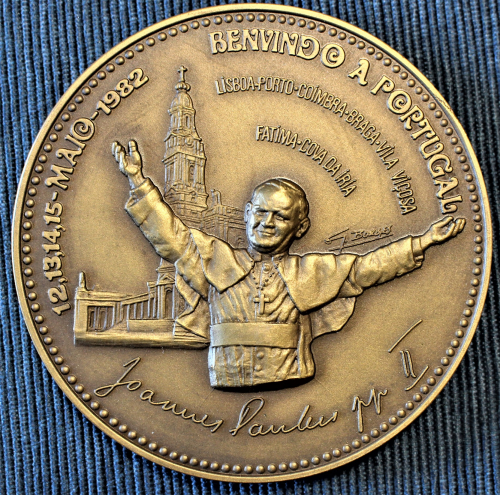 12,13,14,15-MAIO-1982
BENVINDO A PORTUGAL
LISBOA-PORTO-COIMBRA-BRAGA-VILA VIÇOSA
FATIMA-COVA DA IRIA
Joannes Paulus pp II